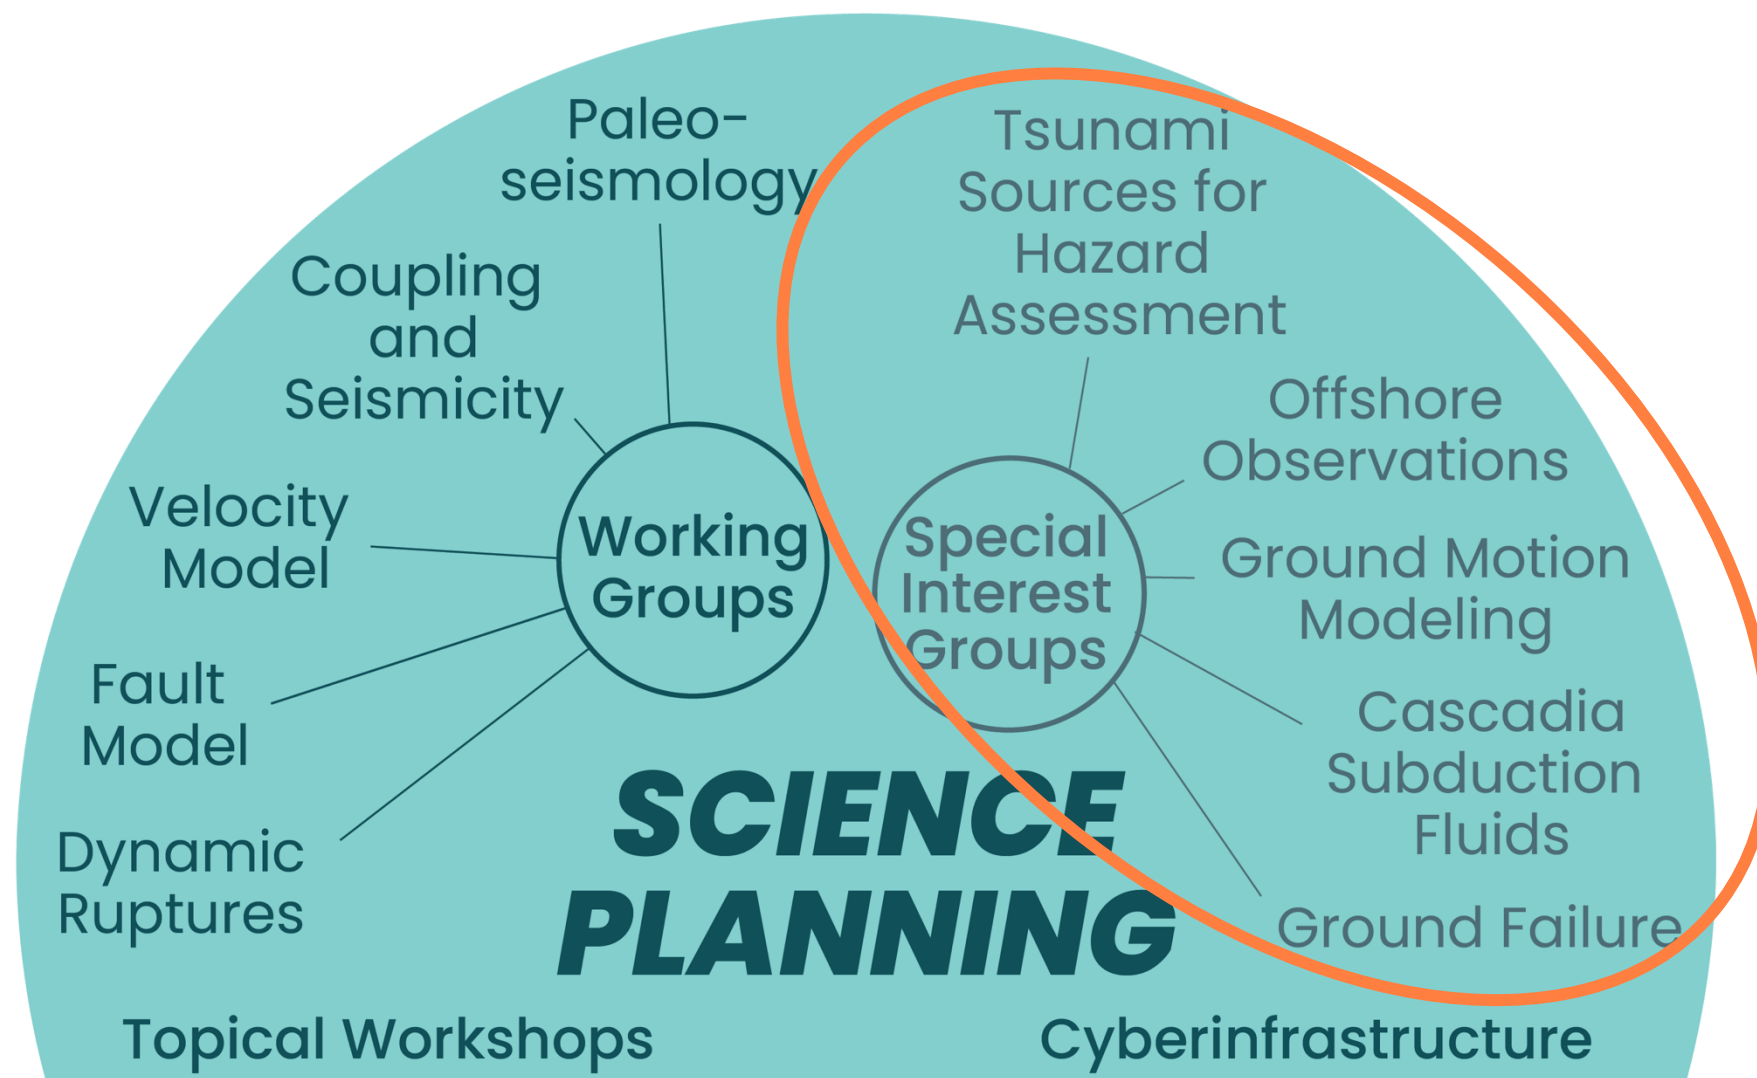 Paleo-
seismology
Coupling
and
Seismicity
Velocity
Model
Fault
Model
Dynamic
Ruptures
Working
Groups
Tsunami
Sources for
Hazard
Assessment
Offshore
Observations
Ground Motion
Modeling
Cascadia
Subduction
Fluids
Ground Failure
Special
Interest
Groups
SCIENCE
PLANNING
Topical Workshops
Cyberinfrastructure